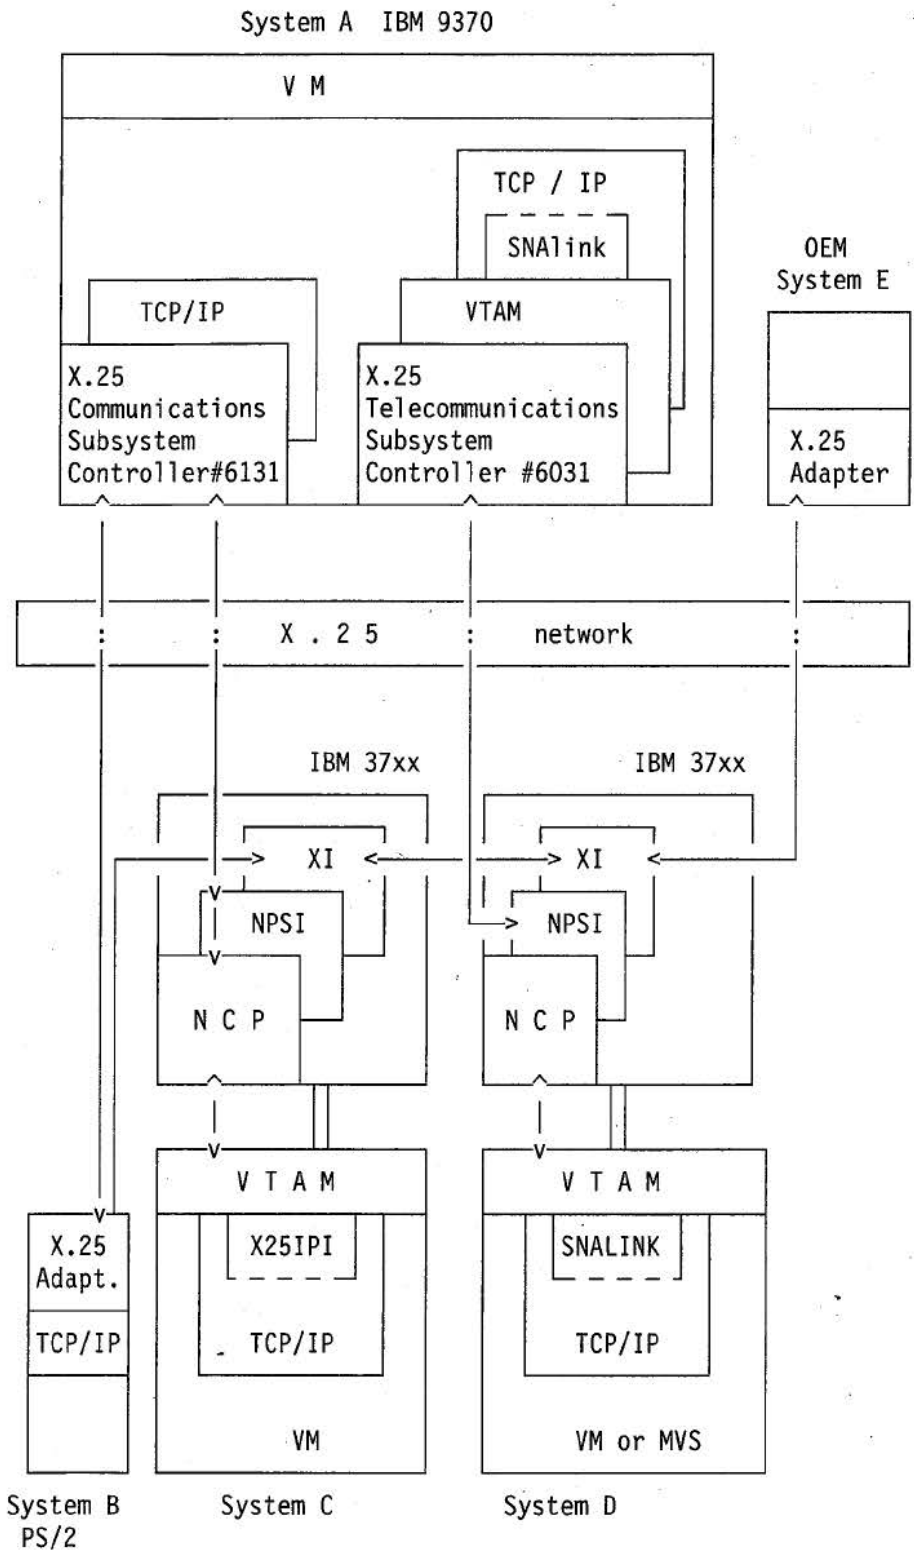 System A IBM 9370
V M
TCP / IP
SNAlink
OEM
System E
TCP/IP
VTAM
X.25
Communications
Subsystem
Controller#6131
X.25
Telecommunications
Subsystem
Controller #6031
X.25
Adapter
: : X . 2 5 : network :
IBM 37xx
IBM 37xx
XI
XI
NPSI
NPSI
N C P
N C P
V T A M
V T A M
X.25
Adapt.
X25IPI
SNALINK
TCP/IP
TCP/IP
TCP/IP
VM
VM or MVS
System B
PS/2
System C
System D